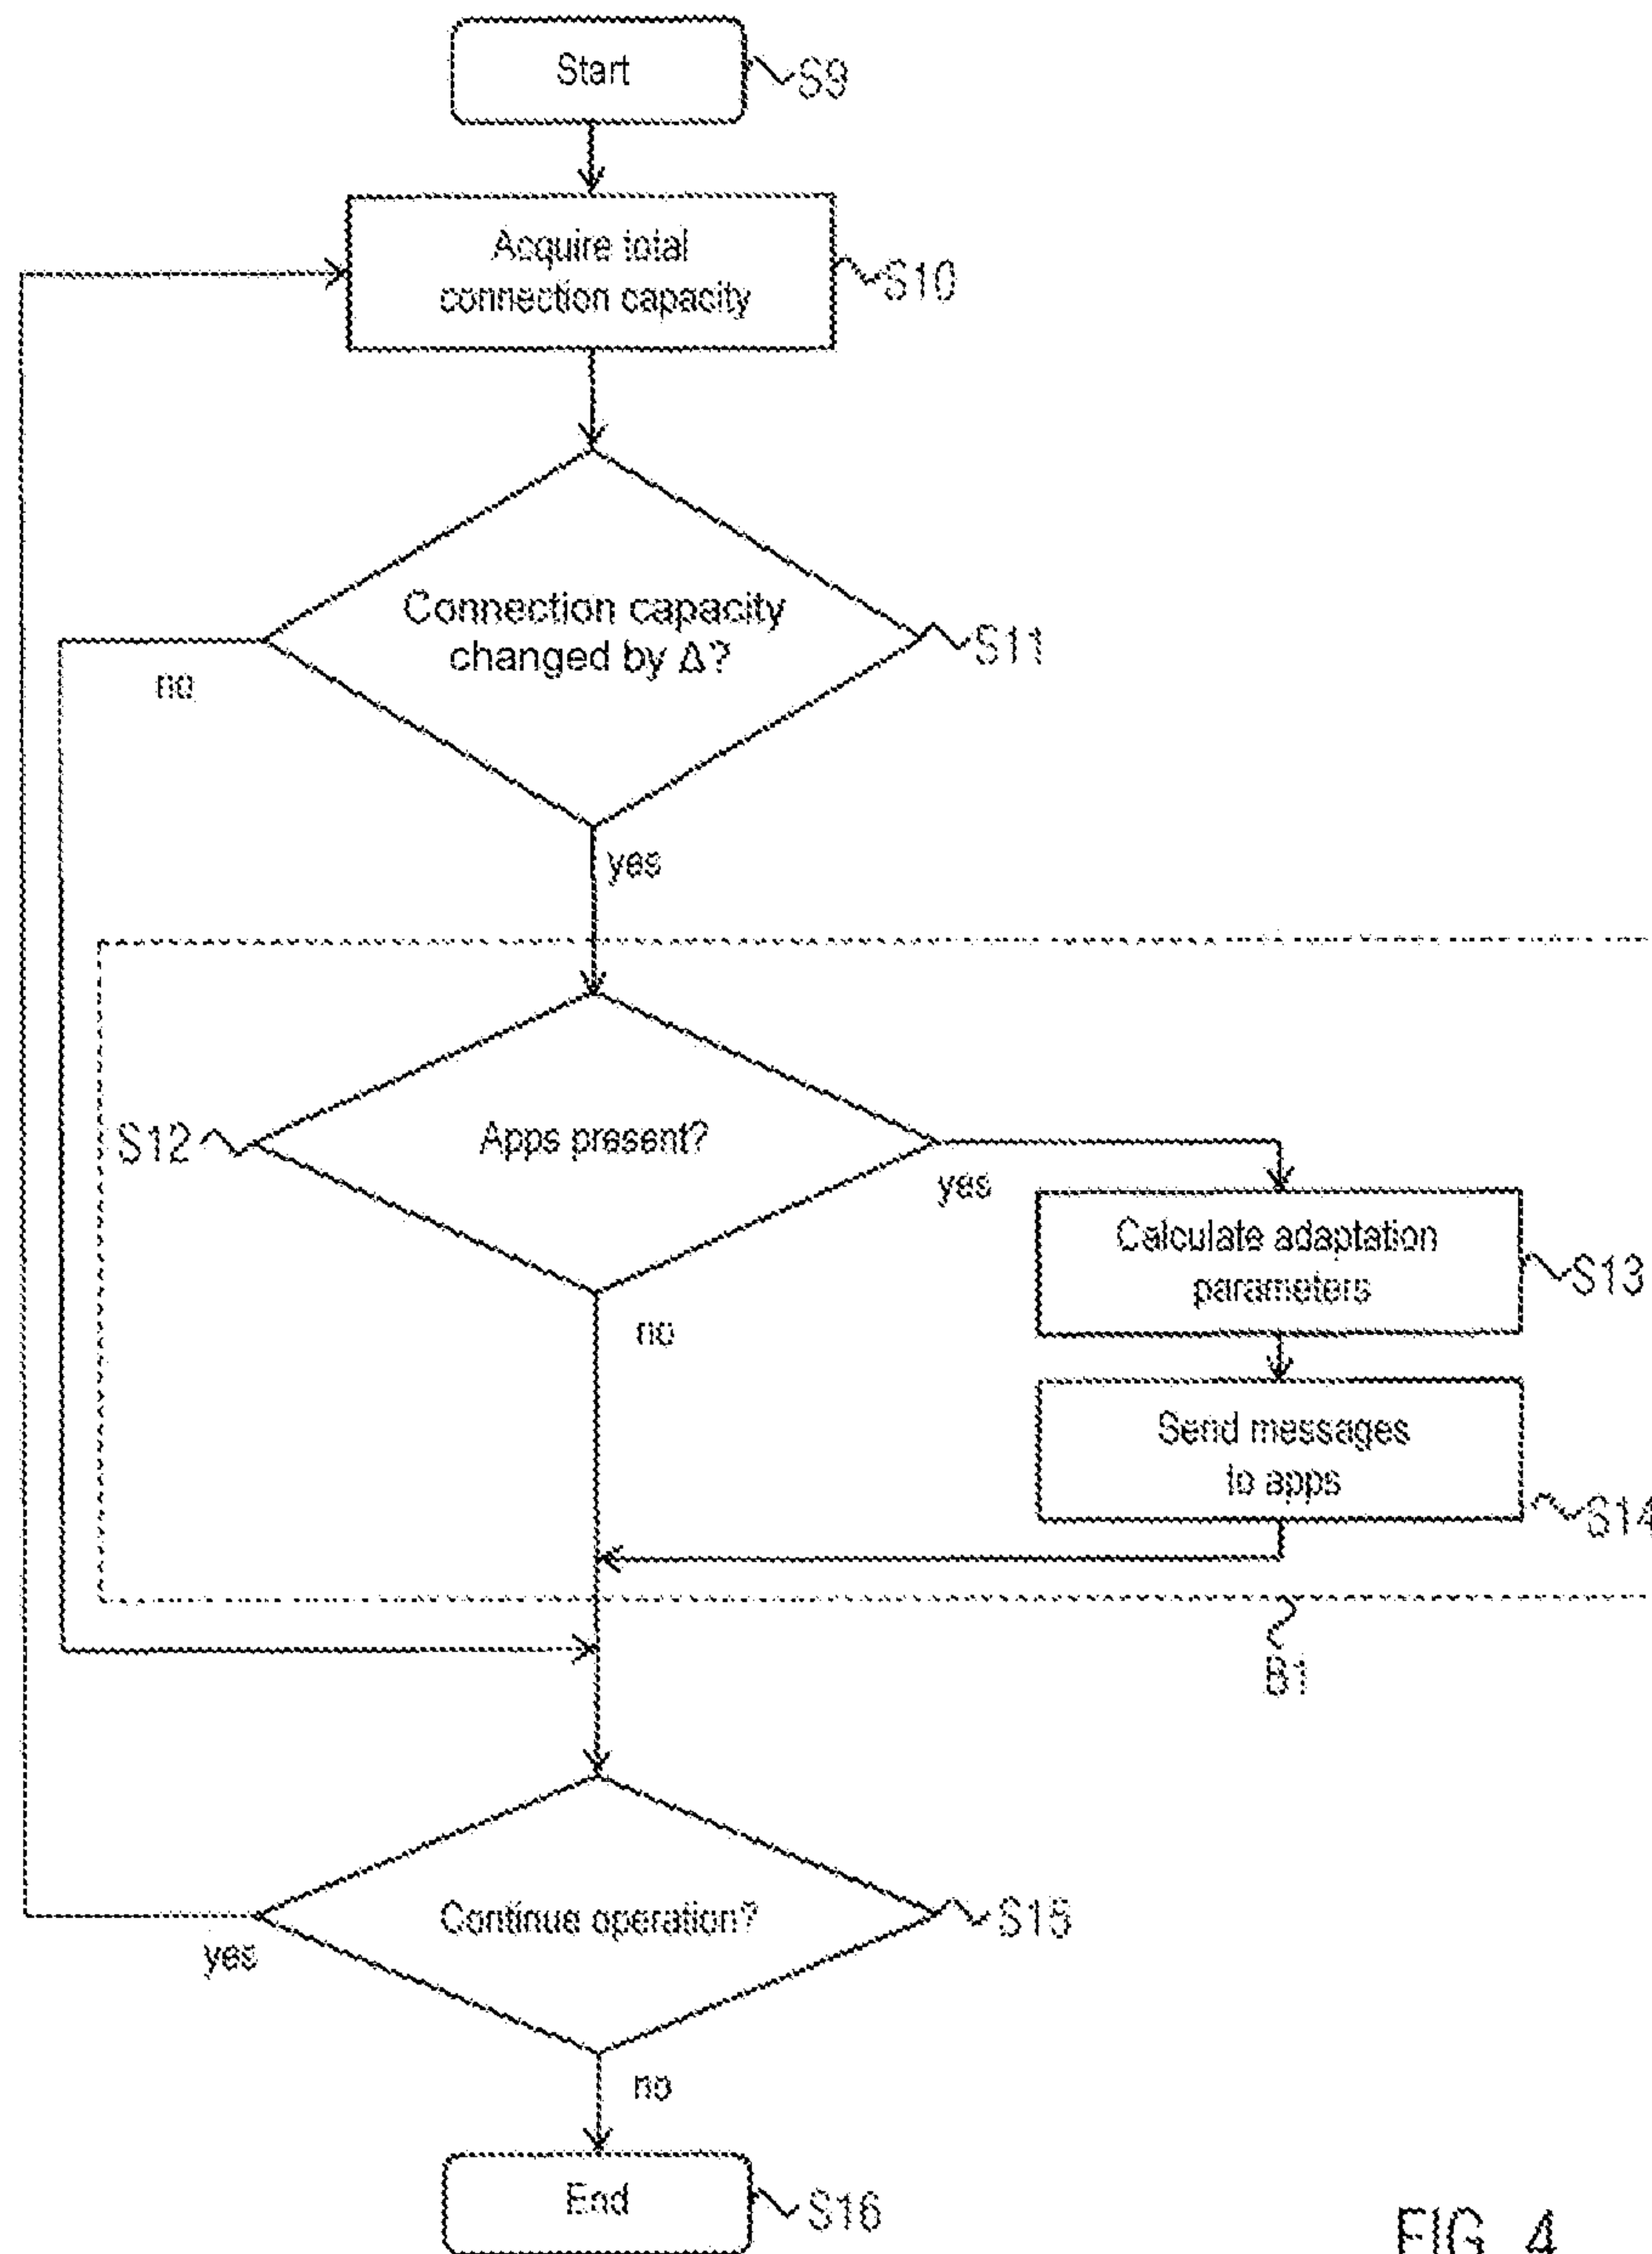 Start
S9
Acquire total
connection capacity
S10
Connection capacity
changed by Δ?
S11
no
yes
S12
Apps present?
yes
Calculate adaptation
parameters
S13
no
Send messages
to apps
S14
B1
Continue operation?
S15
yes
no
End
S16
FIG. 4